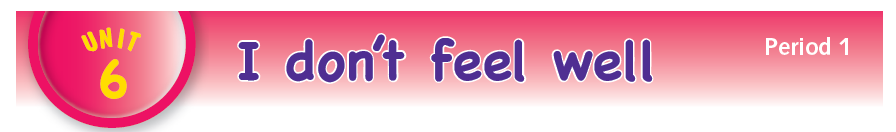 UNIT
6
I don't feel well
Period 1